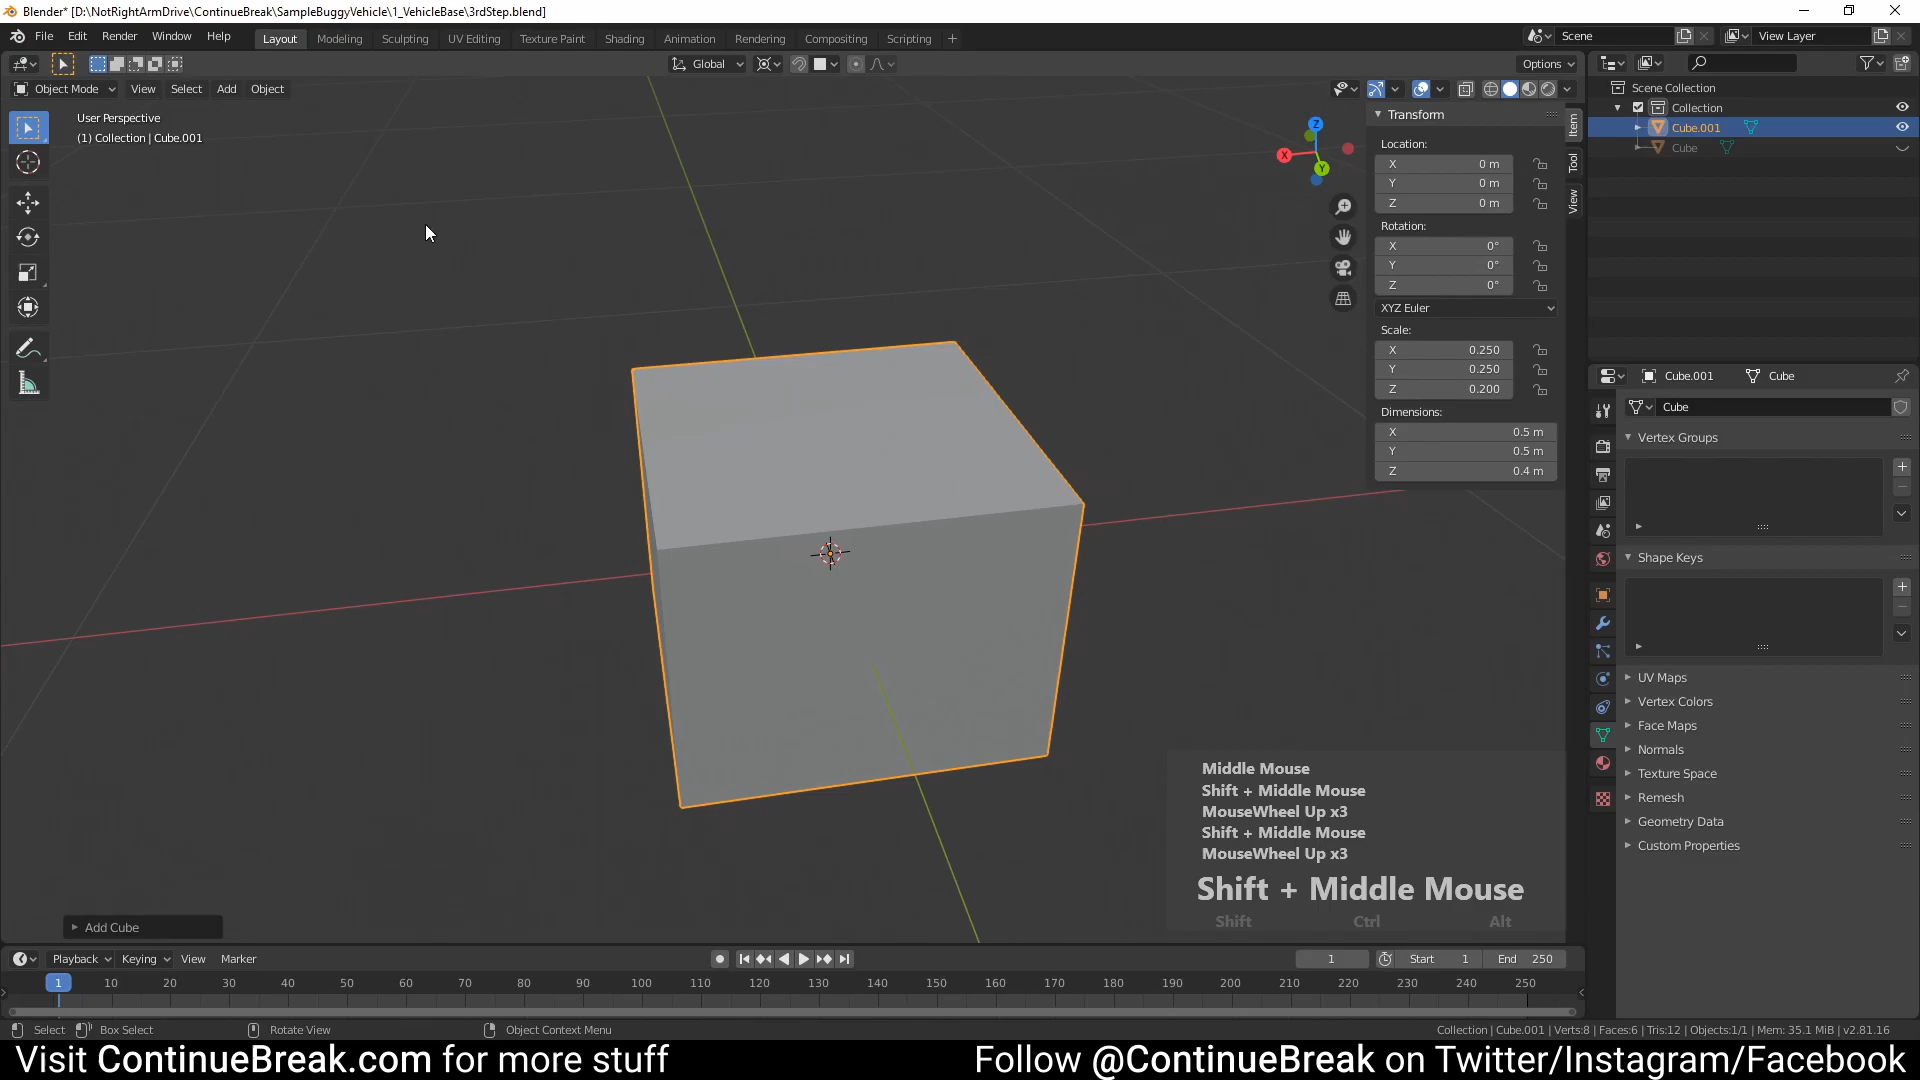 Blender* [D:\NotRightArmDrive\ContinueBreak\SampleBuggyVehicle\1_VehicleBase\3rdStep.blend]
File Edit Render Window Help Layout Modeling Sculpting UV Editing Texture Paint Shading Animation Rendering Compositing Scripting + Scene View Layer
Global Options
Object Mode View Select Add Object
User Perspective
(1) Collection | Cube.001
Z
X
Y
Transform
Location:
X 0 m
Y 0 m
Z 0 m
Rotation:
X 0°
Y 0°
Z 0°
XYZ Euler
Scale:
X 0.250
Y 0.250
Z 0.200
Dimensions:
X 0.5 m
Y 0.5 m
Z 0.4 m
Item
Tool
View
Scene Collection
Collection
Cube.001
Cube
Cube.001 Cube
Cube
Vertex Groups
Shape Keys
UV Maps
Vertex Colors
Face Maps
Normals
Texture Space
Remesh
Geometry Data
Custom Properties
Middle Mouse
Shift + Middle Mouse
MouseWheel Up x3
Shift + Middle Mouse
MouseWheel Up x3
Shift + Middle Mouse
Shift Ctrl Alt
Add Cube
Playback Keying View Marker 1 Start 1 End 250
1 10 20 30 40 50 60 70 80 90 100 110 120 130 140 150 160 170 180 190 200 210 220 230 240 250
Select Box Select Rotate View Object Context Menu Collection | Cube.001 | Verts:8 | Faces:6 | Tris:12 | Objects:1/1 | Mem: 35.1 MiB | v2.81.16
Visit ContinueBreak.com for more stuff Follow @ContinueBreak on Twitter/Instagram/Facebook